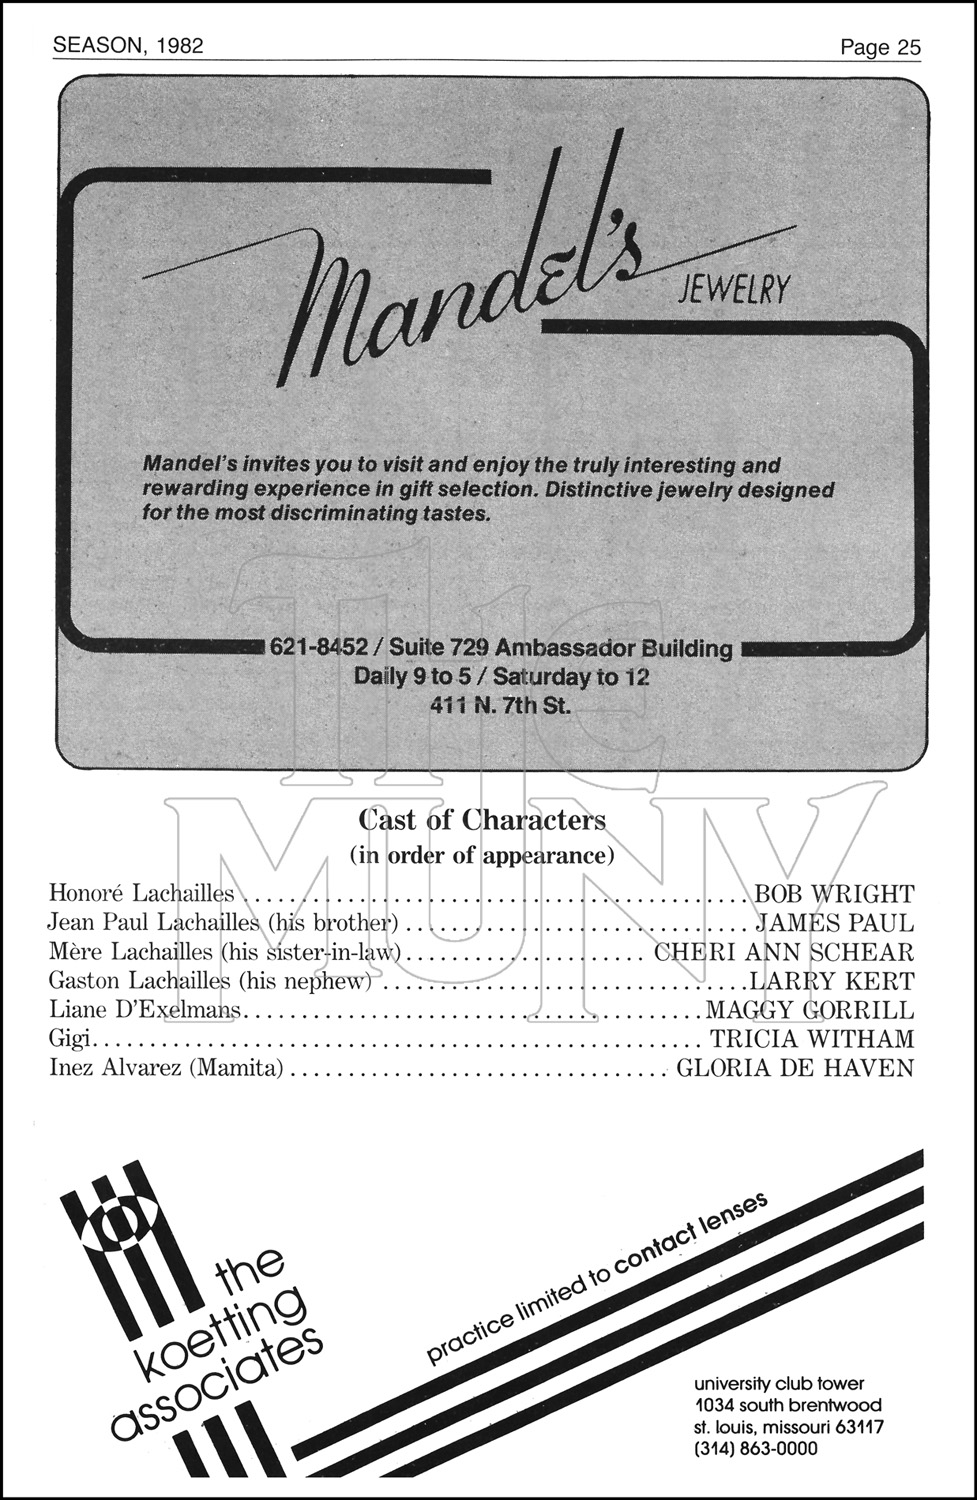 SEASON, 1982
Page 25
Mandel's
JEWELRY
Mandel's invites you to visit and enjoy the truly interesting and
rewarding experience in gift selection. Distinctive jewelry designed
for the most discriminating tastes.
621-8452 / Suite 729 Ambassador Building
Daily 9 to 5 / Saturday to 12
411 N. 7th St.
The
MUNY
Cast of Characters
(in order of appearance)
Honoré Lachailles . . . . . . . . . . . . . . . . . . . . BOB WRIGHT
Jean Paul Lachailles (his brother) . . . . . . . . . . . . . . . . . . . . JAMES PAUL
Mère Lachailles (his sister-in-law) . . . . . . . . . . . . . . . . . . . . CHERI ANN SCHEAR
Gaston Lachailles (his nephew) . . . . . . . . . . . . . . . . . . . . LARRY KERT
Liane D'Exelmans . . . . . . . . . . . . . . . . . . . . MAGGY GORRILL
Gigi . . . . . . . . . . . . . . . . . . . . TRICIA WITHAM
Inez Alvarez (Mamita) . . . . . . . . . . . . . . . . . . . . GLORIA DE HAVEN
the
koetting
associates
practice limited to contact lenses
university club tower
1034 south brentwood
st. louis, missouri 63117
(314) 863-0000